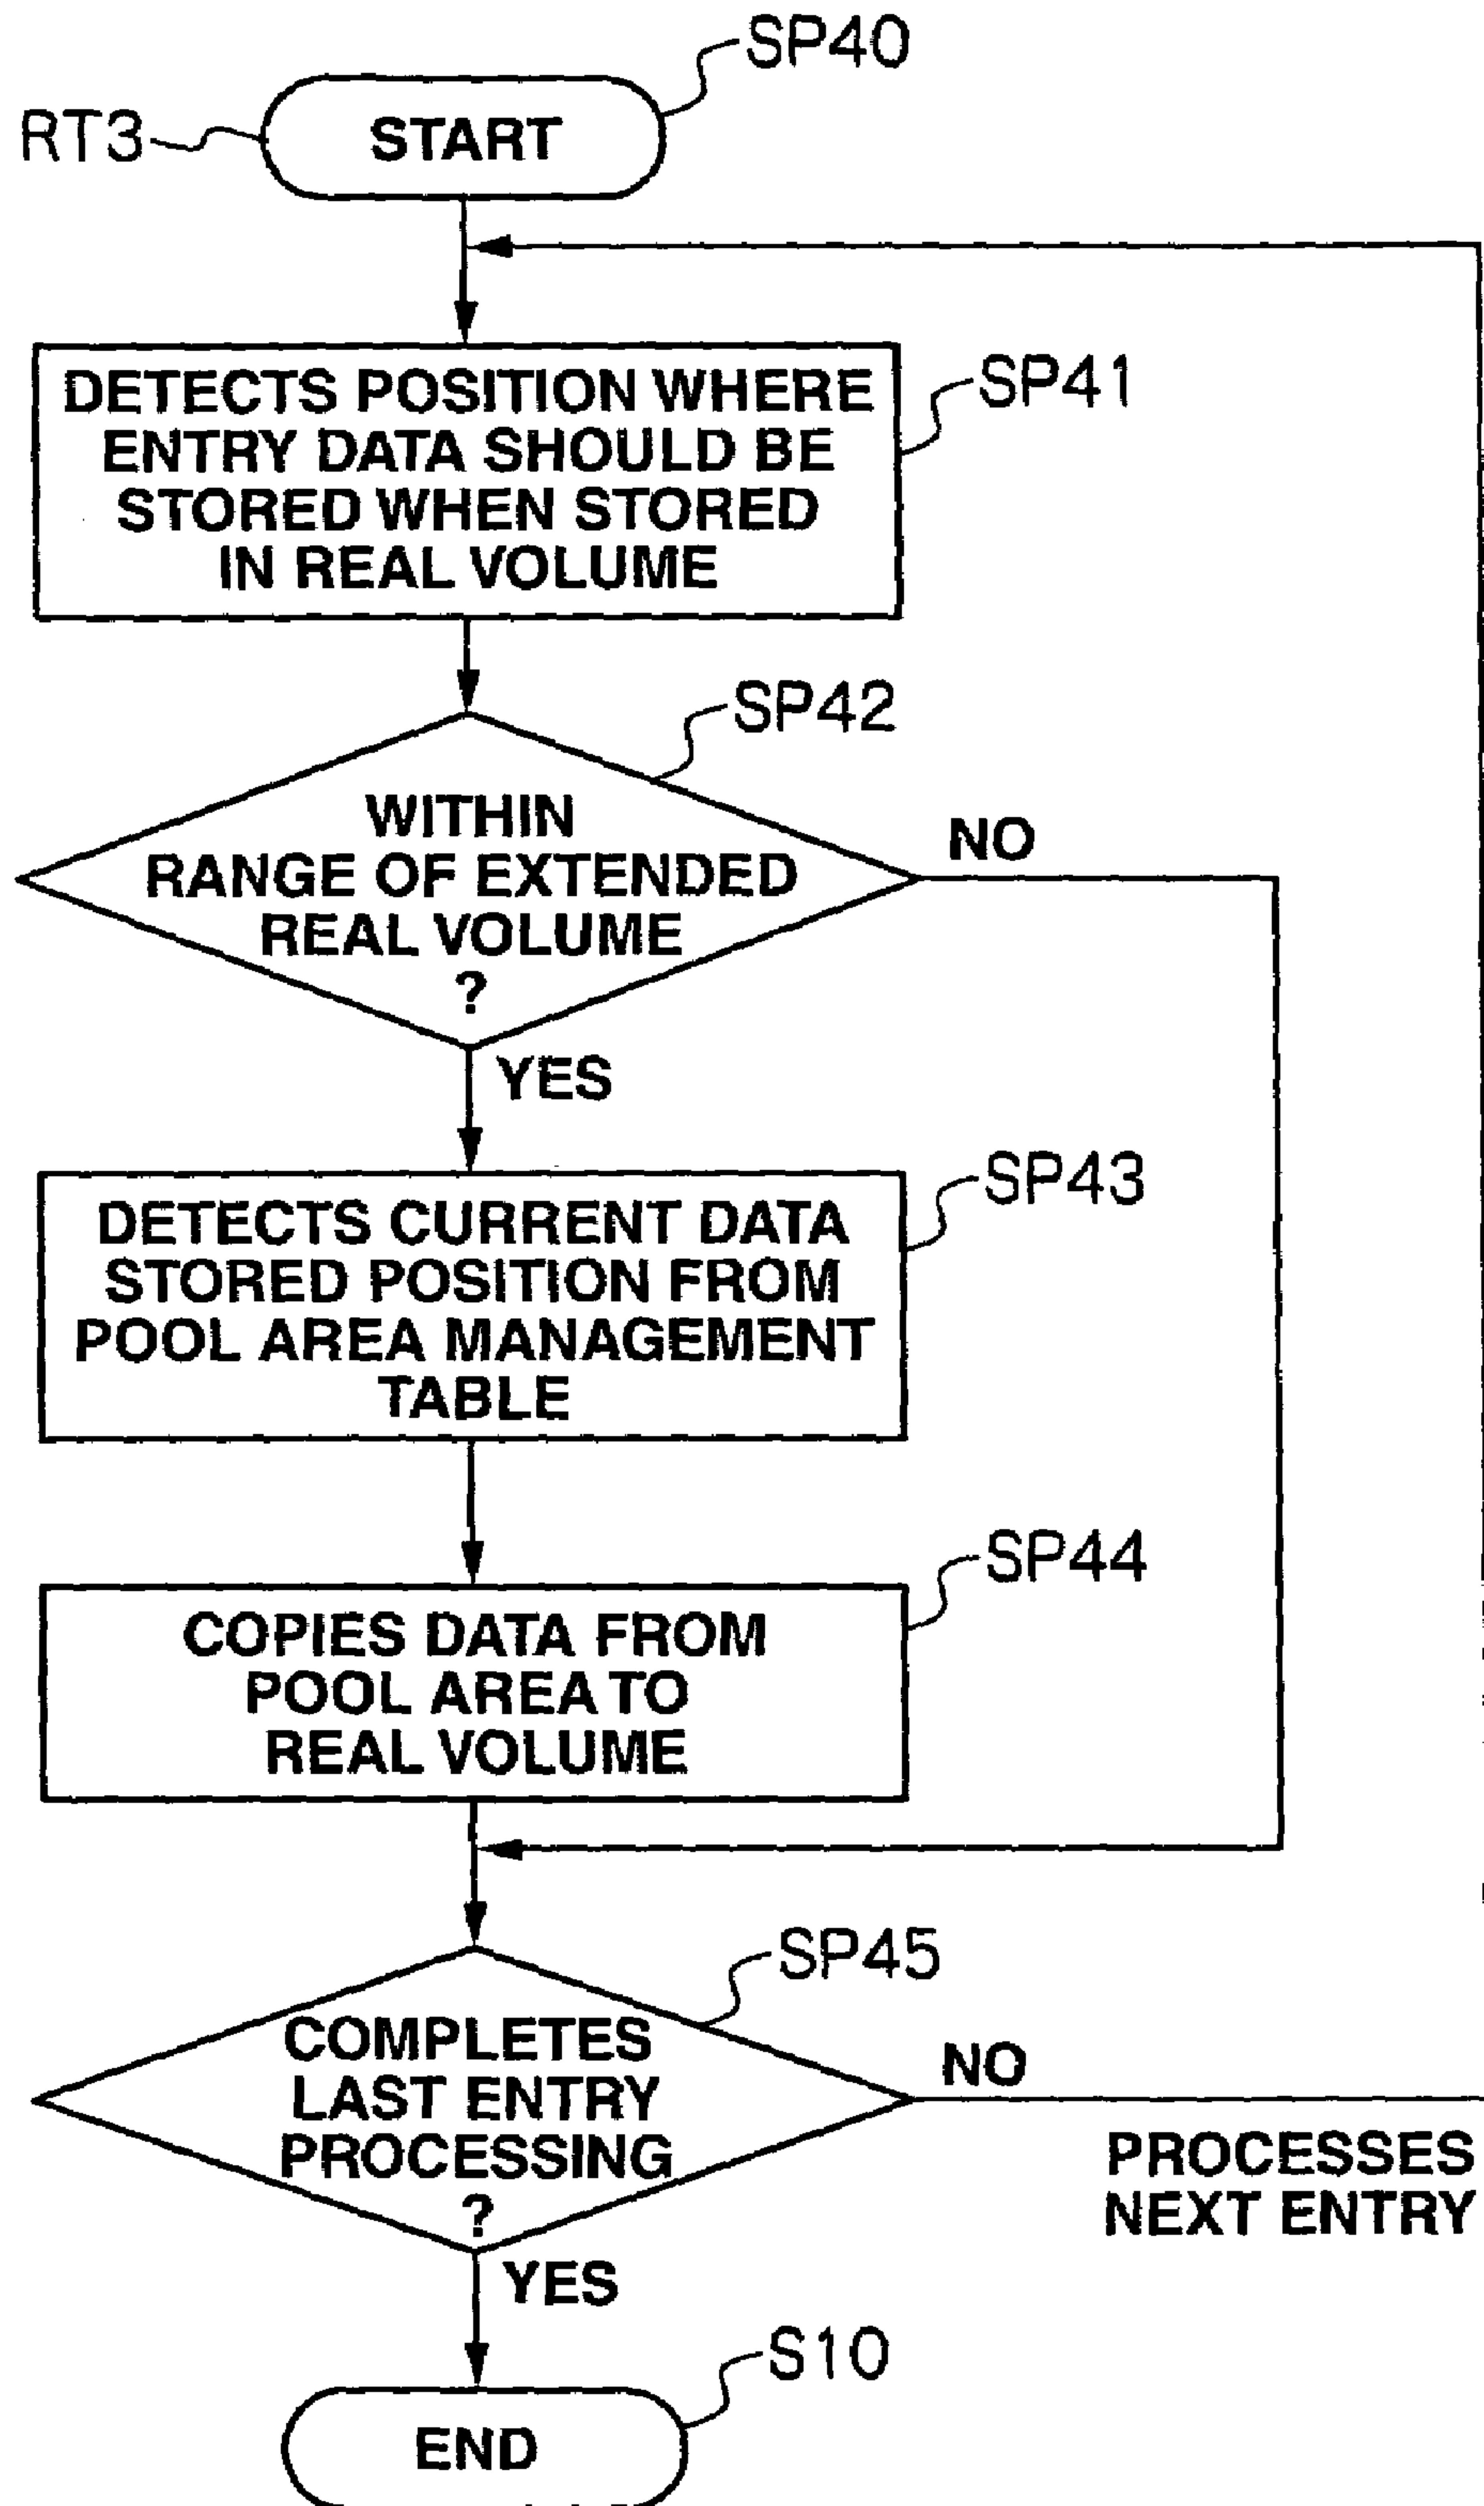 SP40
RT3
START
DETECTS POSITION WHERE
ENTRY DATA SHOULD BE
STORED WHEN STORED
IN REAL VOLUME
SP41
SP42
WITHIN
RANGE OF EXTENDED
REAL VOLUME
?
NO
YES
SP43
DETECTS CURRENT DATA
STORED POSITION FROM
POOL AREA MANAGEMENT
TABLE
SP44
COPIES DATA FROM
POOL AREA TO
REAL VOLUME
SP45
COMPLETES
LAST ENTRY
PROCESSING
?
NO
PROCESSES
NEXT ENTRY
YES
S10
END